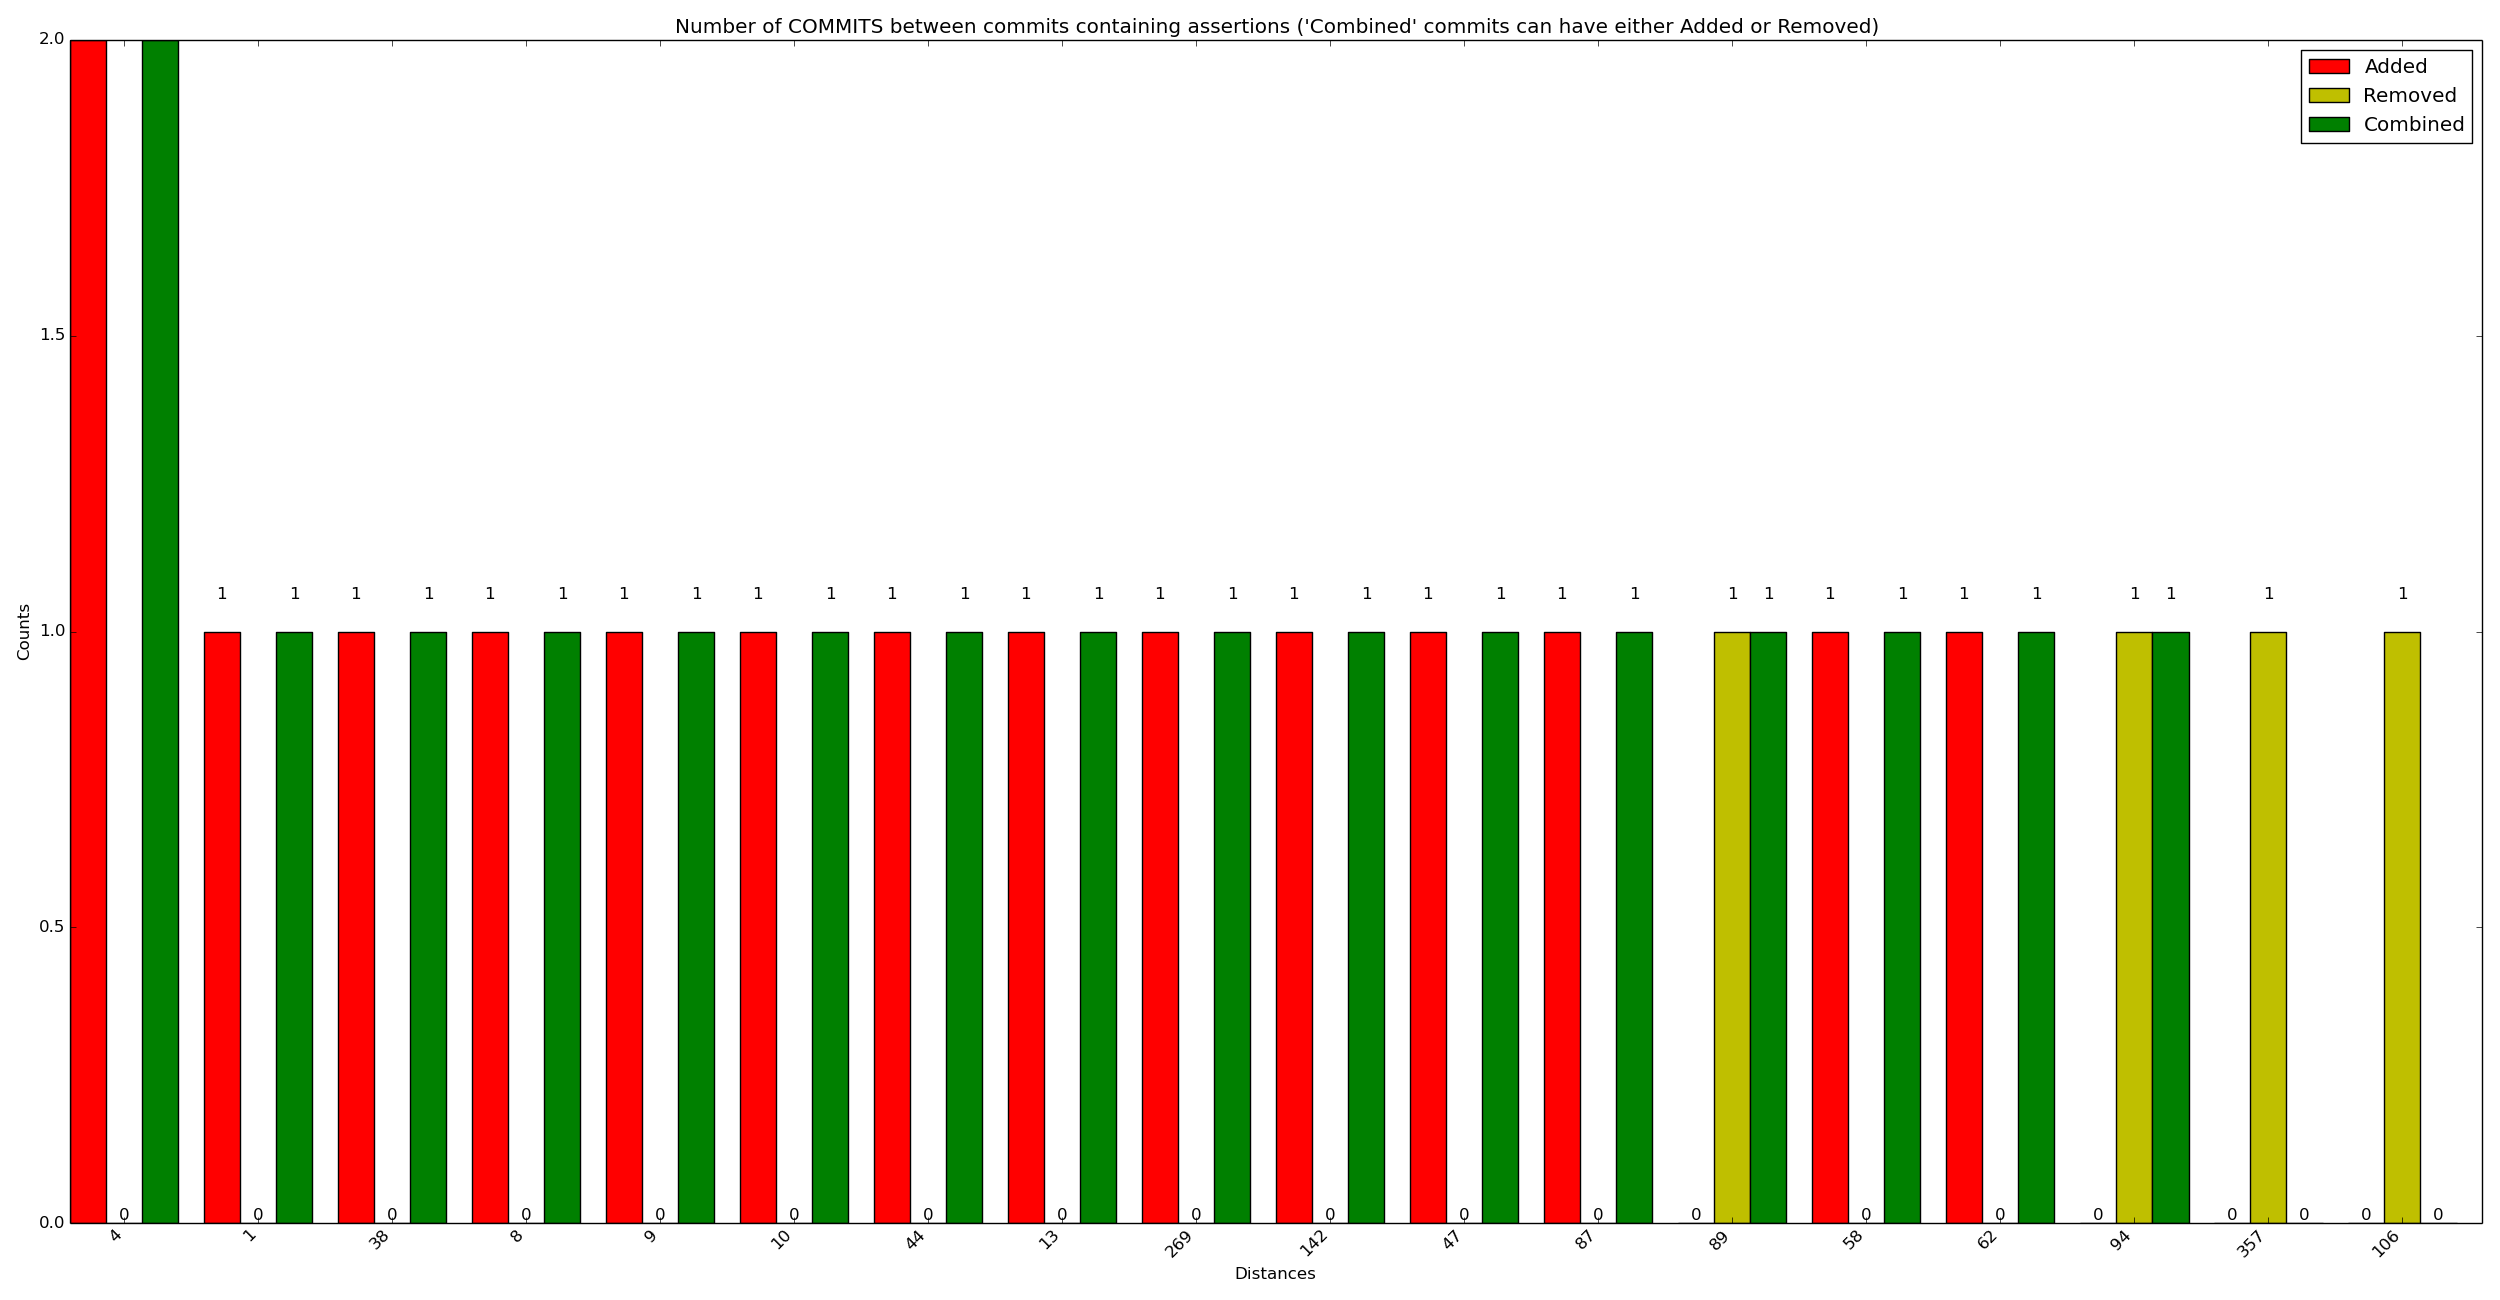 Number of COMMITS between commits containing assertions ('Combined' commits can have either Added or Removed)
Added
Removed
Combined
2.0
1.5
1.0
0.5
0.0
Counts
1 1 1 1 1 1 1 1 1 1 1 1 1 1 1 1 1 1 1 1 1 1 1 1 1 1 1 1 1 1 1 1
0 0 0 0 0 0 0 0 0 0 0 0 0 0 0 0 0 0 0 0
4 1 38 8 9 10 44 13 269 142 47 87 89 58 62 94 357 106
Distances